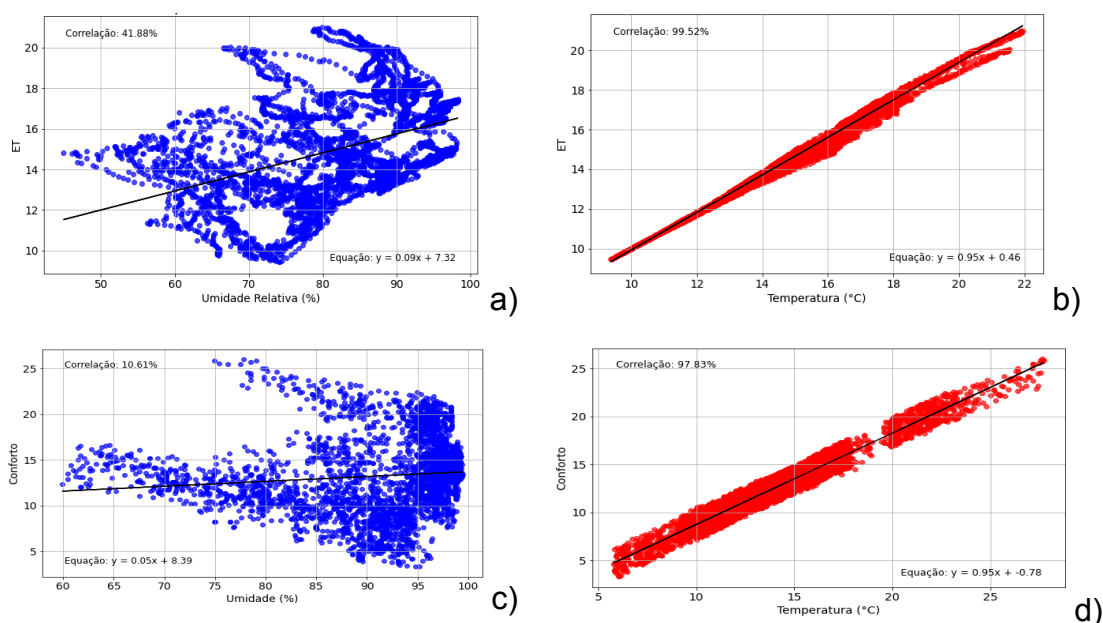 Correlação: 41.88%
20
18
16
14
12
10
ET
Equação: y = 0.09x + 7.32
50 60 70 80 90 100
Umidade Relativa (%)
a)
Correlação: 99.52%
20
18
16
14
12
10
ET
Equação: y = 0.95x + 0.46
10 12 14 16 18 20 22
Temperatura (°C)
b)
Correlação: 10.61%
25
20
15
10
5
Conforto
Equação: y = 0.05x + 8.39
60 65 70 75 80 85 90 95 100
Umidade (%)
c)
Correlação: 97.83%
25
20
15
10
5
Conforto
Equação: y = 0.95x + -0.78
5 10 15 20 25
Temperatura (°C)
d)